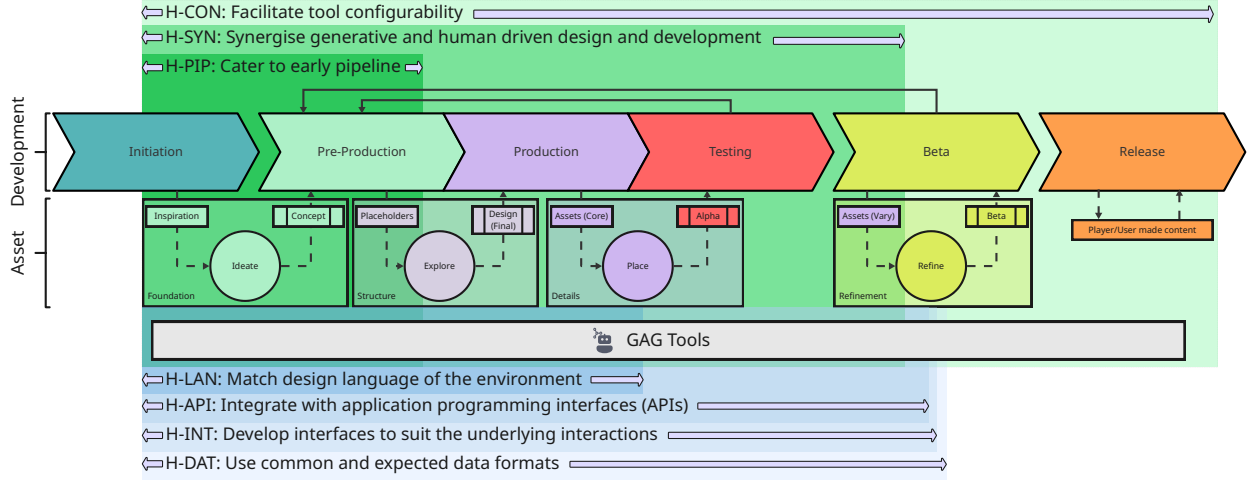 H-CON: Facilitate tool configurability
H-SYN: Synergise generative and human driven design and development
H-PIP: Cater to early pipeline
Development
Initiation
Pre-Production
Production
Testing
Beta
Release
Asset
Inspiration
Concept
Ideate
Foundation
Placeholders
Design
(Final)
Explore
Structure
Assets (Core)
Alpha
Place
Details
Assets (Vary)
Beta
Refine
Refinement
Player/User made content
GAG Tools
H-LAN: Match design language of the environment
H-API: Integrate with application programming interfaces (APIs)
H-INT: Develop interfaces to suit the underlying interactions
H-DAT: Use common and expected data formats